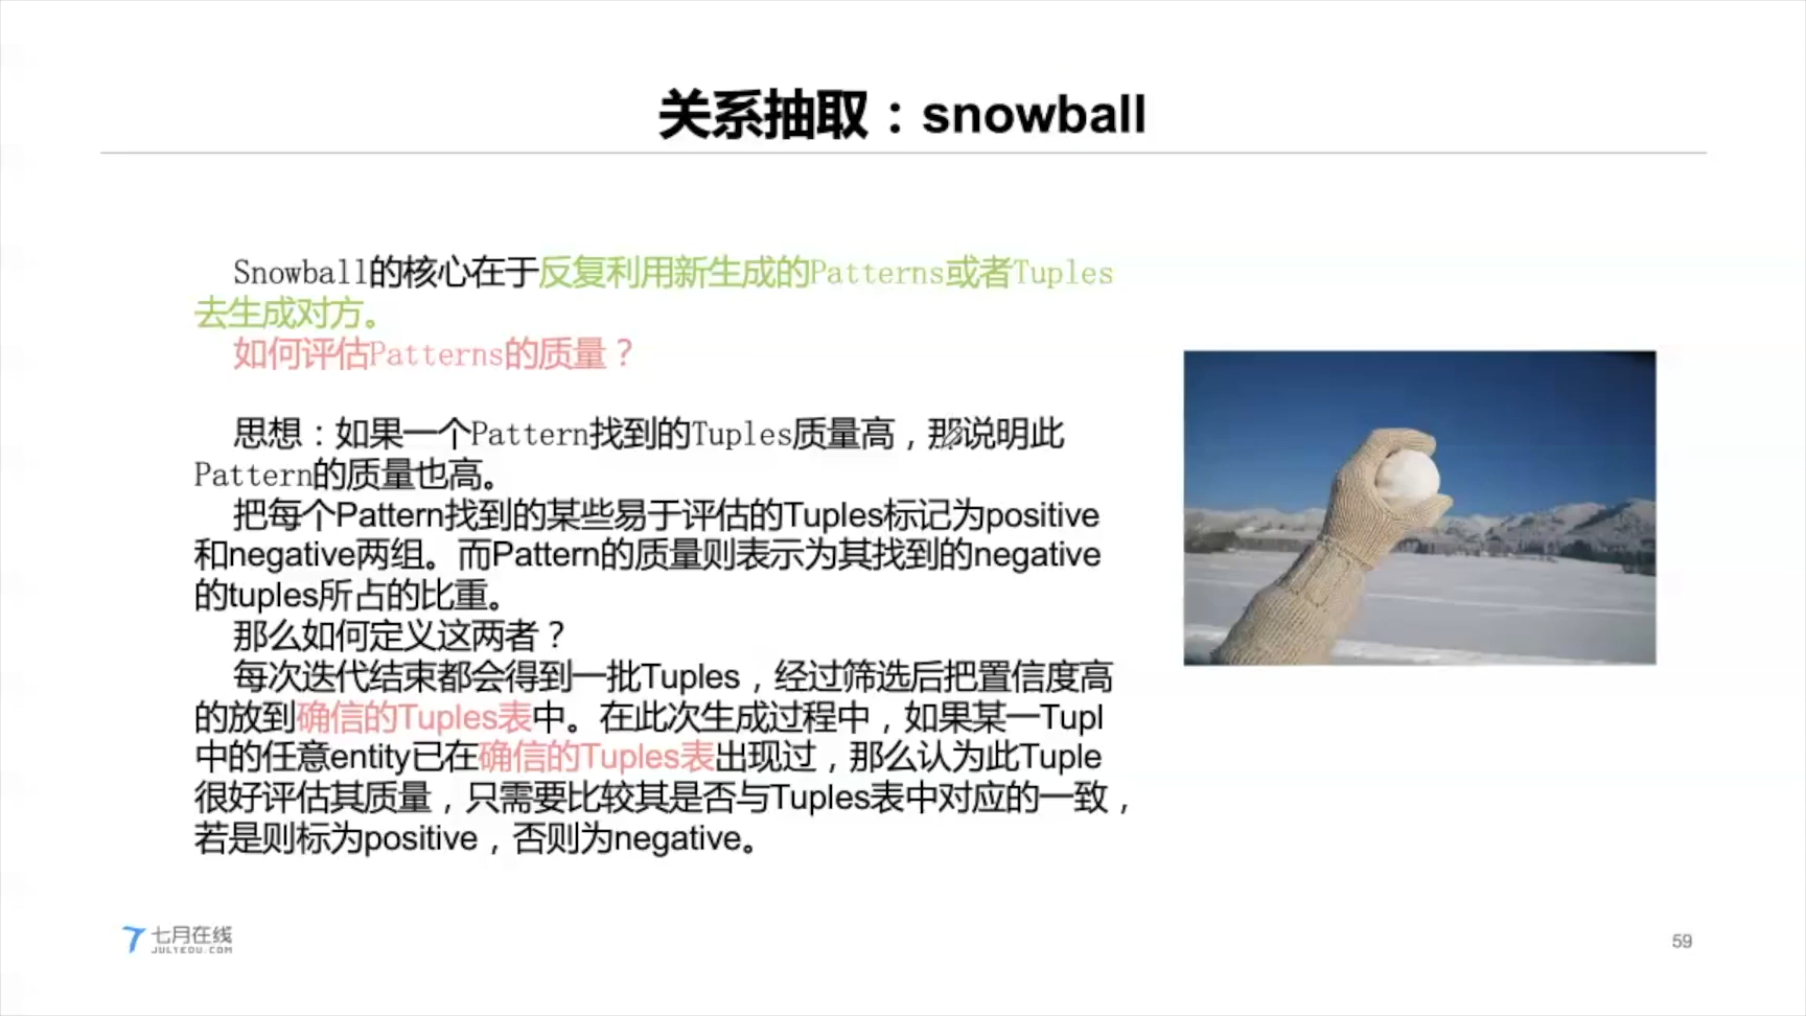 关系抽取：snowball
Snowball的核心在于反复利用新生成的Patterns或者Tuples
去生成对方。
如何评估Patterns的质量？
思想：如果一个Pattern找到的Tuples质量高，那说明此
Pattern的质量也高。
把每个Pattern找到的某些易于评估的Tuples标记为positive
和negative两组。而Pattern的质量则表示为其找到的negative
的tuples所占的比重。
那么如何定义这两者？
每次迭代结束都会得到一批Tuples，经过筛选后把置信度高
的放到确信的Tuples表中。在此次生成过程中，如果某一Tupl
中的任意entity已在确信的Tuples表出现过，那么认为此Tuple
很好评估其质量，只需要比较其是否与Tuples表中对应的一致，
若是则标为positive，否则为negative。
七月在线
JULYEDU.COM
59